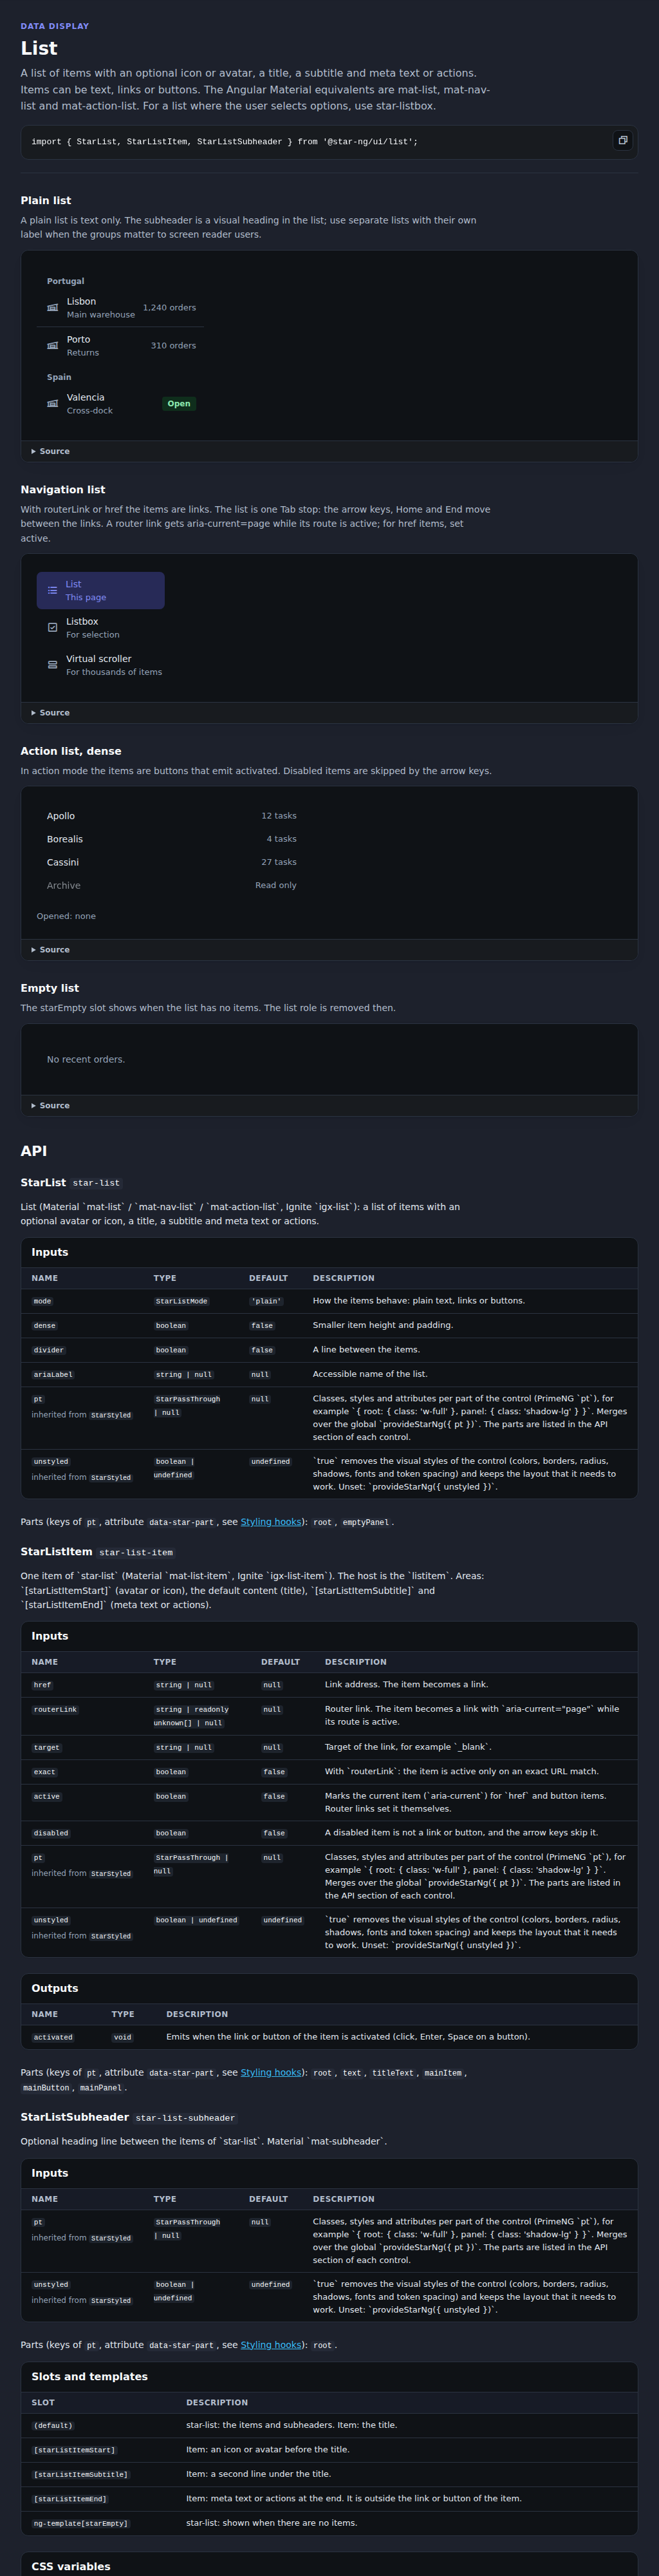 DATA DISPLAY
List
A list of items with an optional icon or avatar, a title, a subtitle and meta text or actions.
Items can be text, links or buttons. The Angular Material equivalents are mat-list, mat-nav-
list and mat-action-list. For a list where the user selects options, use star-listbox.
import { StarList, StarListItem, StarListSubheader } from '@star-ng/ui/list';
Plain list
A plain list is text only. The subheader is a visual heading in the list; use separate lists with their own
label when the groups matter to screen reader users.
Portugal
Lisbon
Main warehouse 1,240 orders
Porto
Returns 310 orders
Spain
Valencia
Cross-dock Open
Source
Navigation list
With routerLink or href the items are links. The list is one Tab stop: the arrow keys, Home and End move
between the links. A router link gets aria-current=page while its route is active; for href items, set
active.
List
This page
Listbox
For selection
Virtual scroller
For thousands of items
Source
Action list, dense
In action mode the items are buttons that emit activated. Disabled items are skipped by the arrow keys.
Apollo 12 tasks
Borealis 4 tasks
Cassini 27 tasks
Archive Read only
Opened: none
Source
Empty list
The starEmpty slot shows when the list has no items. The list role is removed then.
No recent orders.
Source
API
StarList star-list
List (Material `mat-list` / `mat-nav-list` / `mat-action-list`, Ignite `igx-list`): a list of items with an
optional avatar or icon, a title, a subtitle and meta text or actions.
Inputs
NAME TYPE DEFAULT DESCRIPTION
mode StarListMode 'plain' How the items behave: plain text, links or buttons.
dense boolean false Smaller item height and padding.
divider boolean false A line between the items.
ariaLabel string | null null Accessible name of the list.
pt StarPassThrough null Classes, styles and attributes per part of the control (PrimeNG `pt`), for
inherited from StarStyled | null example `{ root: { class: 'w-full' }, panel: { class: 'shadow-lg' } }`. Merges
over the global `provideStarNg({ pt })`. The parts are listed in the API
section of each control.
unstyled boolean | undefined `true` removes the visual styles of the control (colors, borders, radius,
inherited from StarStyled undefined shadows, fonts and token spacing) and keeps the layout that it needs to
work. Unset: `provideStarNg({ unstyled })`.
Parts (keys of pt, attribute data-star-part, see Styling hooks): root, emptyPanel.
StarListItem star-list-item
One item of `star-list` (Material `mat-list-item`, Ignite `igx-list-item`). The host is the `listitem`. Areas:
`[starListItemStart]` (avatar or icon), the default content (title), `[starListItemSubtitle]` and
`[starListItemEnd]` (meta text or actions).
Inputs
NAME TYPE DEFAULT DESCRIPTION
href string | null null Link address. The item becomes a link.
routerLink string | readonly null Router link. The item becomes a link with `aria-current="page"` while
unknown[] | null its route is active.
target string | null null Target of the link, for example `_blank`.
exact boolean false With `routerLink`: the item is active only on an exact URL match.
active boolean false Marks the current item (`aria-current`) for `href` and button items.
Router links set it themselves.
disabled boolean false A disabled item is not a link or button, and the arrow keys skip it.
pt StarPassThrough | null Classes, styles and attributes per part of the control (PrimeNG `pt`), for
inherited from StarStyled null example `{ root: { class: 'w-full' }, panel: { class: 'shadow-lg' } }`.
Merges over the global `provideStarNg({ pt })`. The parts are listed in
the API section of each control.
unstyled boolean | undefined undefined `true` removes the visual styles of the control (colors, borders, radius,
inherited from StarStyled shadows, fonts and token spacing) and keeps the layout that it needs
to work. Unset: `provideStarNg({ unstyled })`.
Outputs
NAME TYPE DESCRIPTION
activated void Emits when the link or button of the item is activated (click, Enter, Space on a button).
Parts (keys of pt, attribute data-star-part, see Styling hooks): root, text, titleText, mainItem,
mainButton, mainPanel.
StarListSubheader star-list-subheader
Optional heading line between the items of `star-list`. Material `mat-subheader`.
Inputs
NAME TYPE DEFAULT DESCRIPTION
pt StarPassThrough null Classes, styles and attributes per part of the control (PrimeNG `pt`), for
inherited from StarStyled | null example `{ root: { class: 'w-full' }, panel: { class: 'shadow-lg' } }`. Merges
over the global `provideStarNg({ pt })`. The parts are listed in the API
section of each control.
unstyled boolean | undefined `true` removes the visual styles of the control (colors, borders, radius,
inherited from StarStyled undefined shadows, fonts and token spacing) and keeps the layout that it needs to
work. Unset: `provideStarNg({ unstyled })`.
Parts (keys of pt, attribute data-star-part, see Styling hooks): root.
Slots and templates
SLOT DESCRIPTION
(default) star-list: the items and subheaders. Item: the title.
[starListItemStart] Item: an icon or avatar before the title.
[starListItemSubtitle] Item: a second line under the title.
[starListItemEnd] Item: meta text or actions at the end. It is outside the link or button of the item.
ng-template[starEmpty] star-list: shown when there are no items.
CSS variables